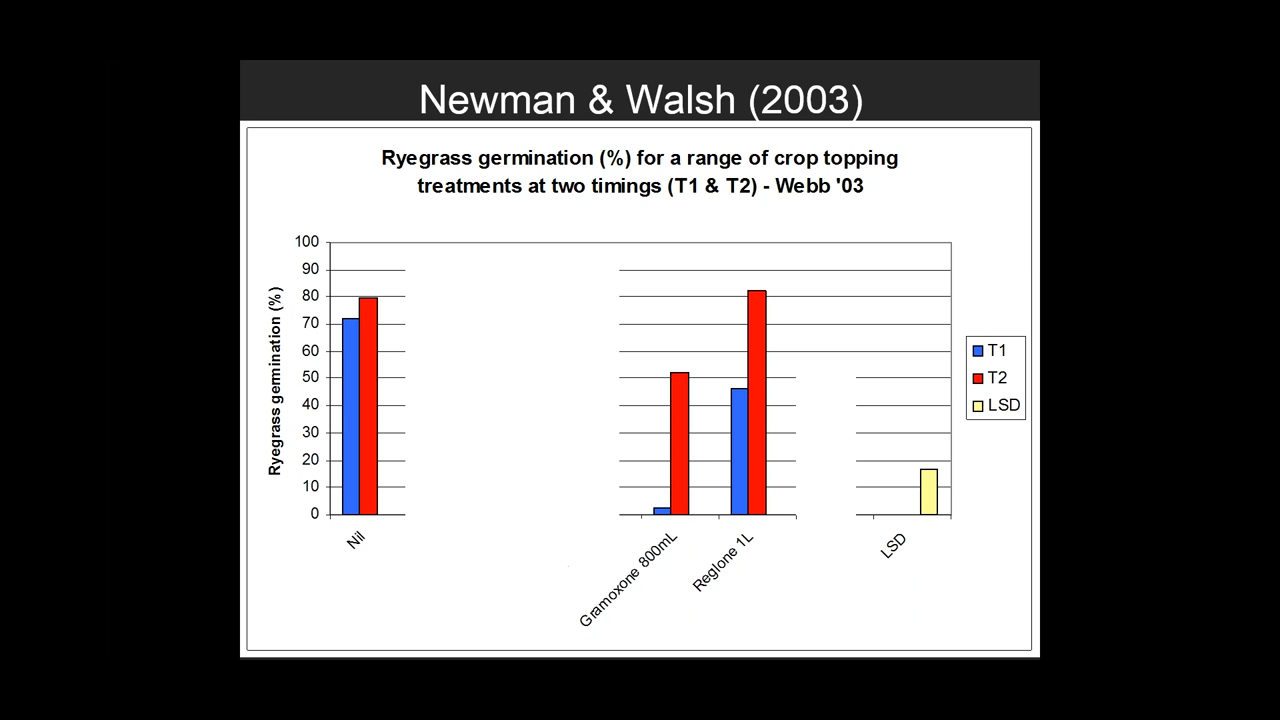 Newman & Walsh (2003)
Ryegrass germination (%) for a range of crop topping
treatments at two timings (T1 & T2) - Webb '03
Ryegrass germination (%)
100
90
80
70
60
50
40
30
20
10
0
Nil
Gramoxone 800mL
Reglone 1L
LSD
T1
T2
LSD